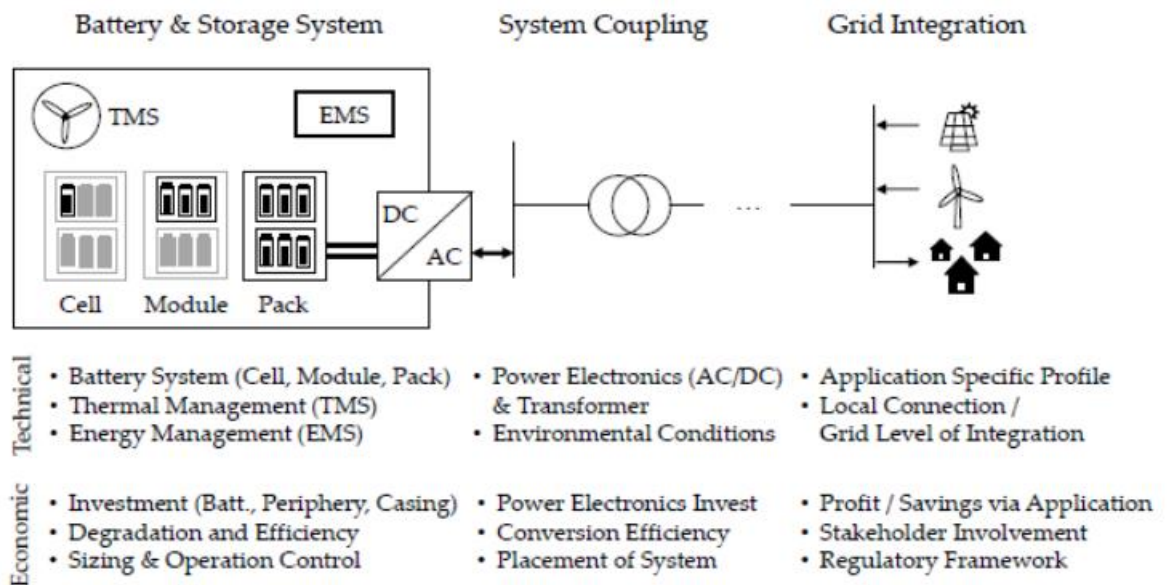 Battery & Storage System
System Coupling
Grid Integration
TMS
EMS
DC
AC
Cell
Module
Pack
...
Technical
• Battery System (Cell, Module, Pack)
• Thermal Management (TMS)
• Energy Management (EMS)
• Power Electronics (AC/DC)
& Transformer
• Environmental Conditions
• Application Specific Profile
• Local Connection /
Grid Level of Integration
Economic
• Investment (Batt., Periphery, Casing)
• Degradation and Efficiency
• Sizing & Operation Control
• Power Electronics Invest
• Conversion Efficiency
• Placement of System
• Profit / Savings via Application
• Stakeholder Involvement
• Regulatory Framework